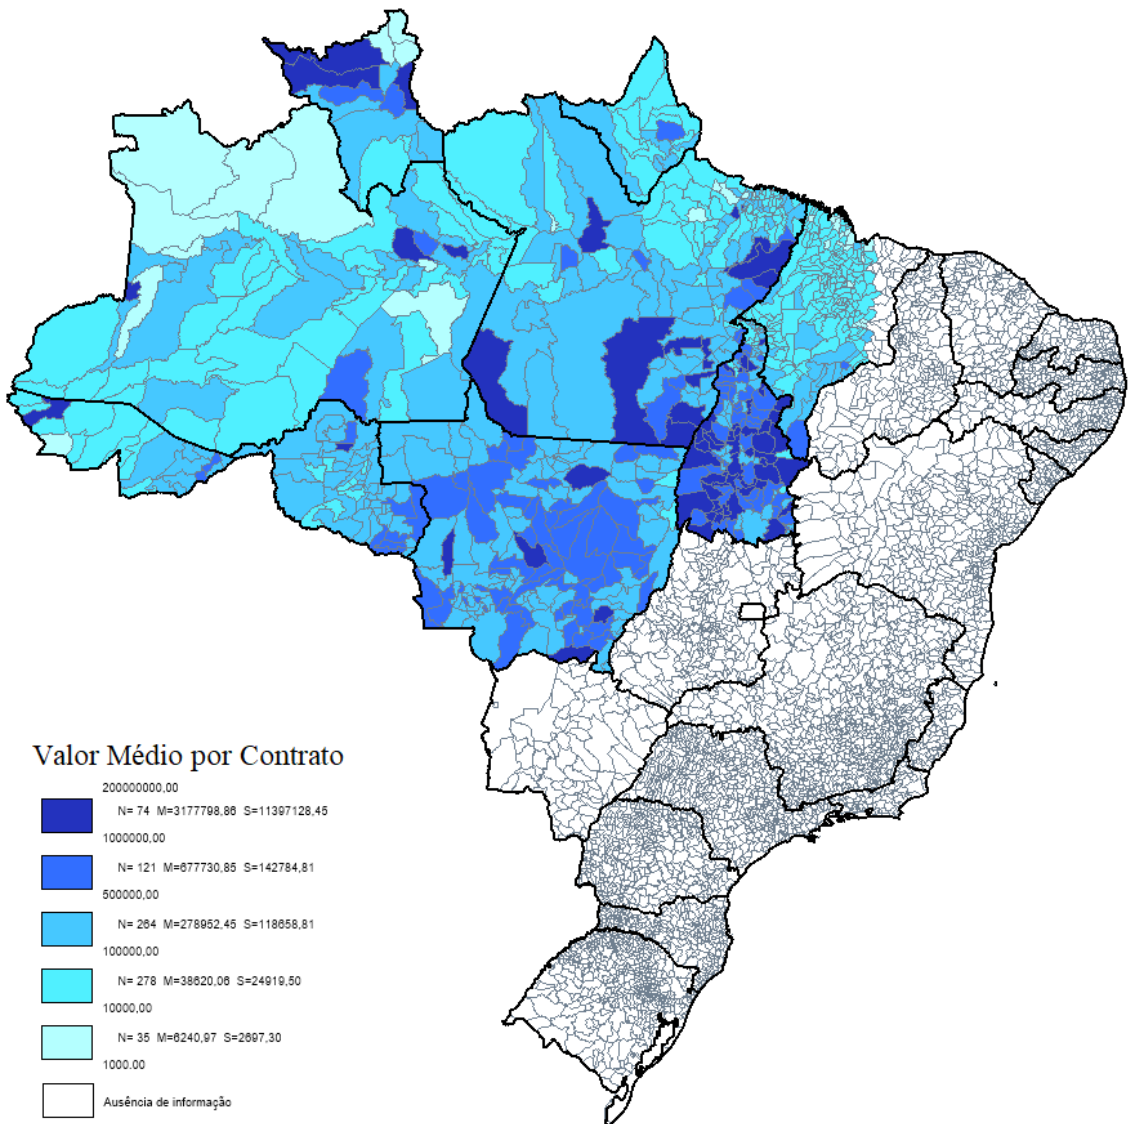 Valor Médio por Contrato
200000000,00
N= 74 M=3177798,86 S=11397128,45
1000000,00
N= 121 M=677730,85 S=142784,81
500000,00
N= 264 M=278952,45 S=118658,81
100000,00
N= 278 M=38620,06 S=24919,50
10000,00
N= 35 M=6240,97 S=2697,30
1000.00
Ausência de informação